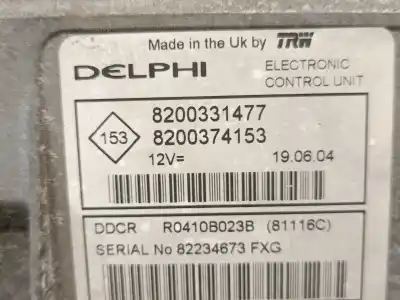 Made in the Uk by TRW
DELPHI
ELECTRONIC
CONTROL UNIT
153
8200331477
8200374153
12V= 19.06.04
DDCR R0410B023B (81116C)
SERIAL No 82234673 FXG